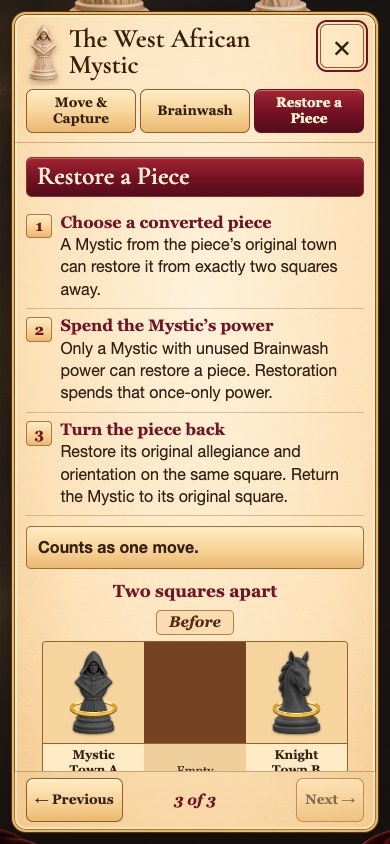 The West African
Mystic
×
Move &
Capture
Brainwash
Restore a
Piece
Restore a Piece
1
Choose a converted piece
A Mystic from the piece's original town
can restore it from exactly two squares
away.
2
Spend the Mystic's power
Only a Mystic with unused Brainwash
power can restore a piece. Restoration
spends that once-only power.
3
Turn the piece back
Restore its original allegiance and
orientation on the same square. Return
the Mystic to its original square.
Counts as one move.
Two squares apart
Before
Mystic
Town A
Empty
Knight
Town B
← Previous
3 of 3
Next →